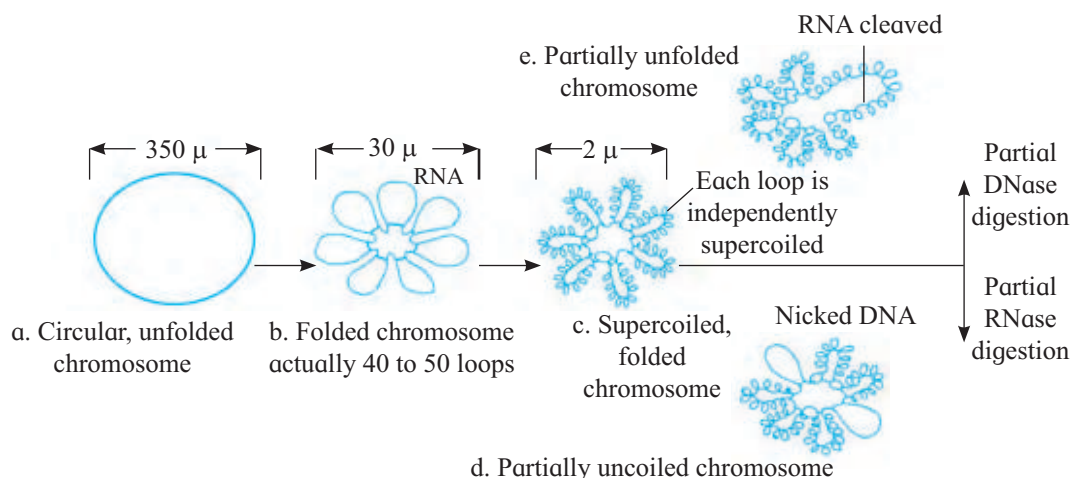 RNA cleaved
e. Partially unfolded
chromosome
350 μ
30 μ
RNA
2 μ
Each loop is
independently
supercoiled
Partial
DNase
digestion
Partial
RNase
digestion
a. Circular, unfolded
chromosome
b. Folded chromosome
actually 40 to 50 loops
c. Supercoiled,
folded
chromosome
Nicked DNA
d. Partially uncoiled chromosome